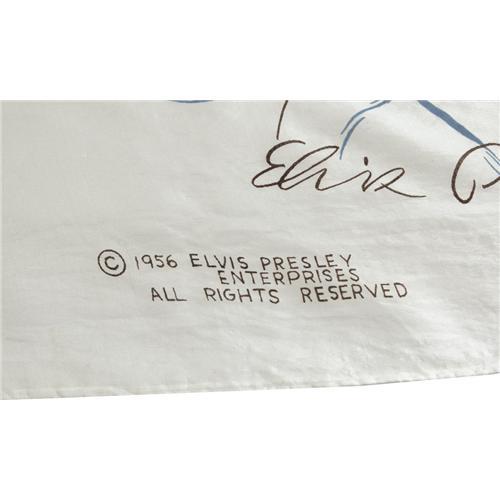 Elvis P
© 1956 ELVIS PRESLEY
ENTERPRISES
ALL RIGHTS RESERVED